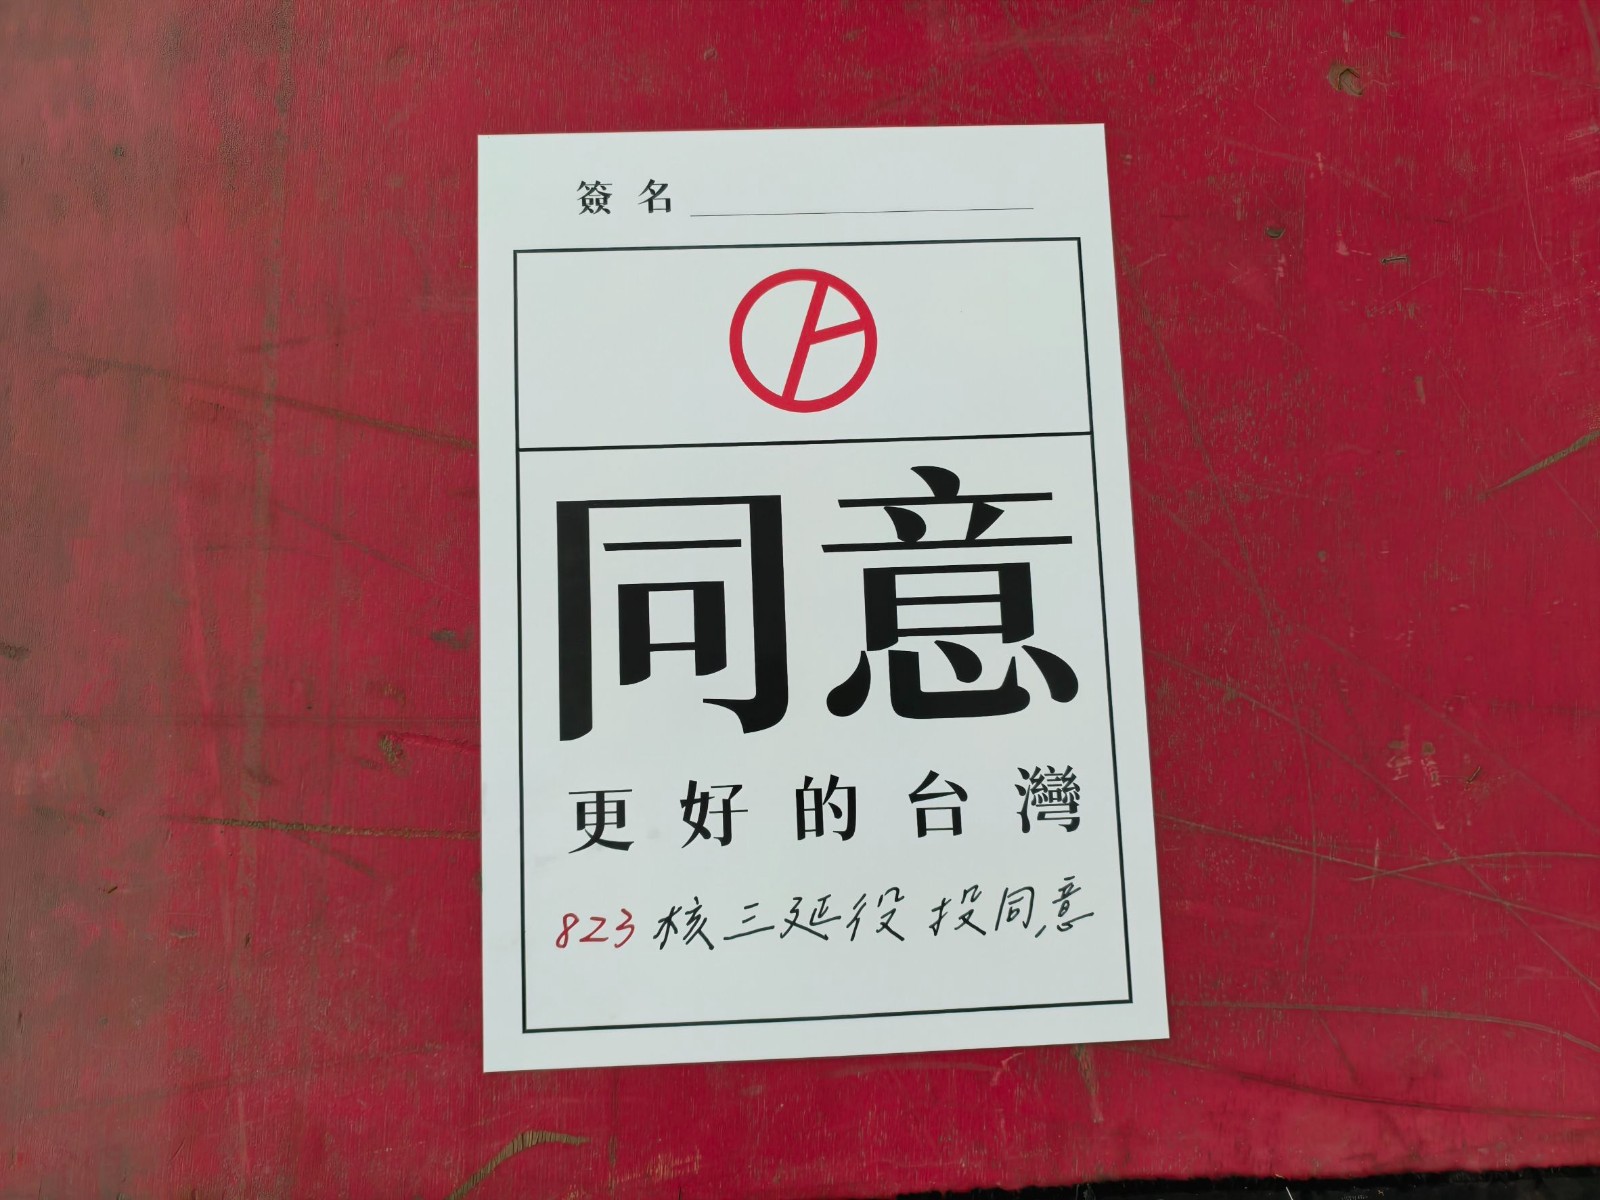 簽名
同意
更好的台灣
823 核三延役 投同意